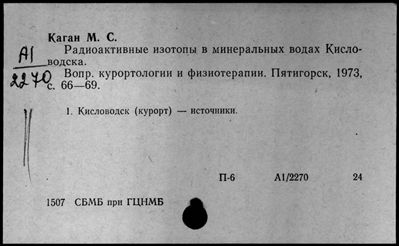 Каган М. С.
А1
2270
Радиоактивные изотопы в минеральных водах Кисло-
водска.
Вопр. курортологии и физиотерапии. Пятигорск, 1973,
с. 66—69.
1. Кисловодск (курорт) — источники.
П-6 А1/2270 24
1507 СБМБ при ГЦНМБ